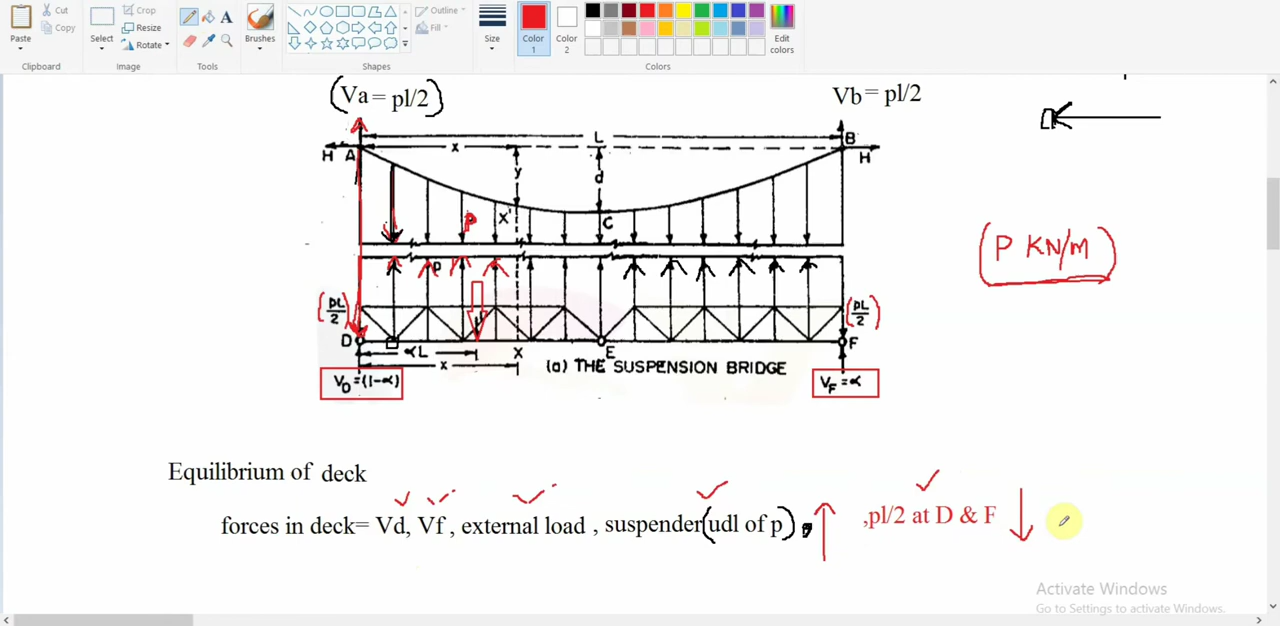 Paste
Cut
Copy
Clipboard
Select
Crop
Resize
Rotate
Image
A
Tools
Brushes
Shapes
Outline
Fill
Size
Color
1
Color
2
Edit
colors
Colors
(Va = pl/2)
Vb = pl/2
L
H A
x
B
H
y
d
P
X'
C
p
(P KN/M)
(pL/2)
(pL/2)
D
αL
X
E
F
x
(a) THE SUSPENSION BRIDGE
V_D =(1-α)
V_F =α
Equilibrium of deck
forces in deck= Vd, Vf , external load , suspender(udl of p) , ,pl/2 at D & F
Activate Windows
Go to Settings to activate Windows.